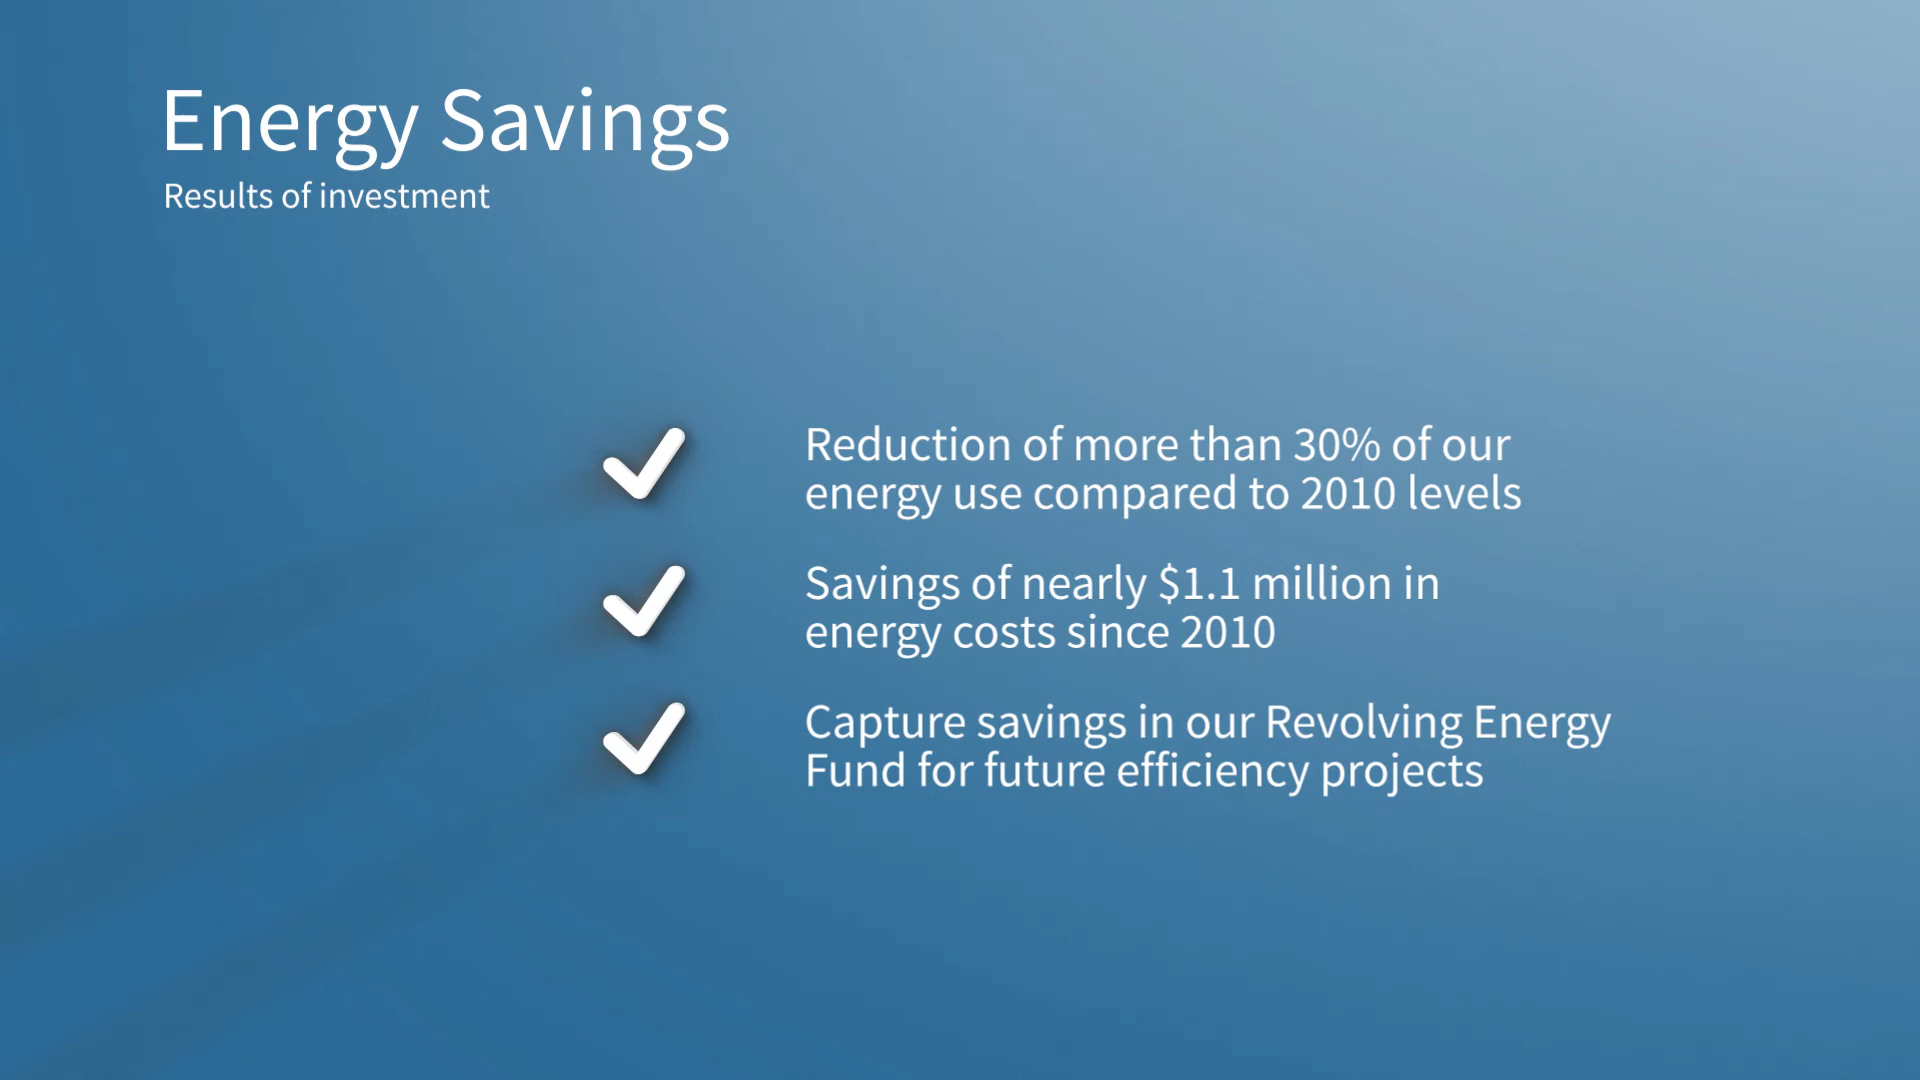 Energy Savings
Results of investment
Reduction of more than 30% of our
energy use compared to 2010 levels
Savings of nearly $1.1 million in
energy costs since 2010
Capture savings in our Revolving Energy
Fund for future efficiency projects